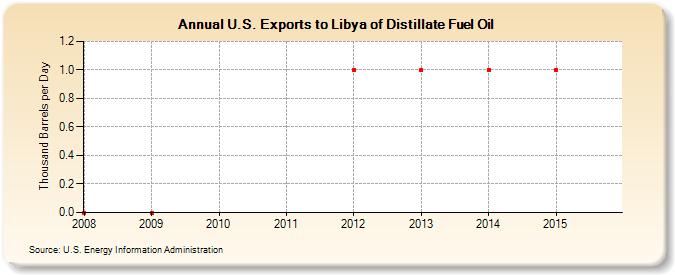 Annual U.S. Exports to Libya of Distillate Fuel Oil
Thousand Barrels per Day
1.2
1.0
0.8
0.6
0.4
0.2
0.0
2008 2009 2010 2011 2012 2013 2014 2015
Source: U.S. Energy Information Administration